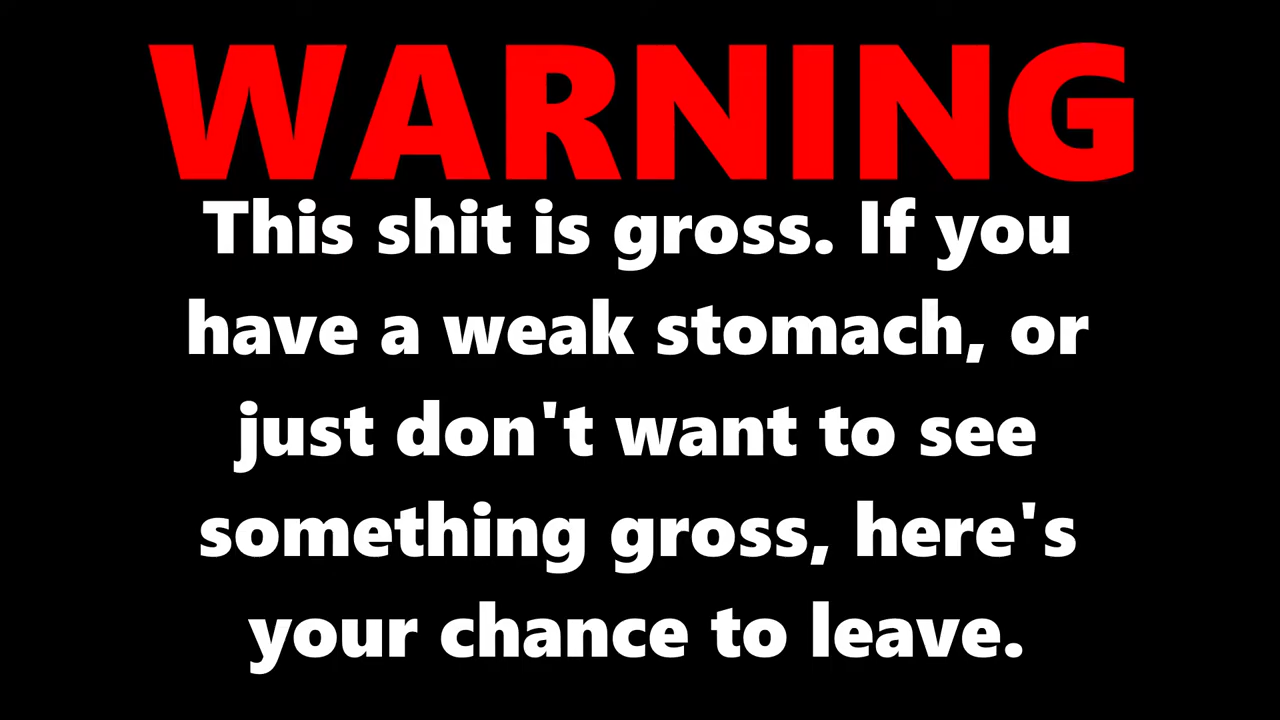 WARNING
This shit is gross. If you
have a weak stomach, or
just don't want to see
something gross, here's
your chance to leave.